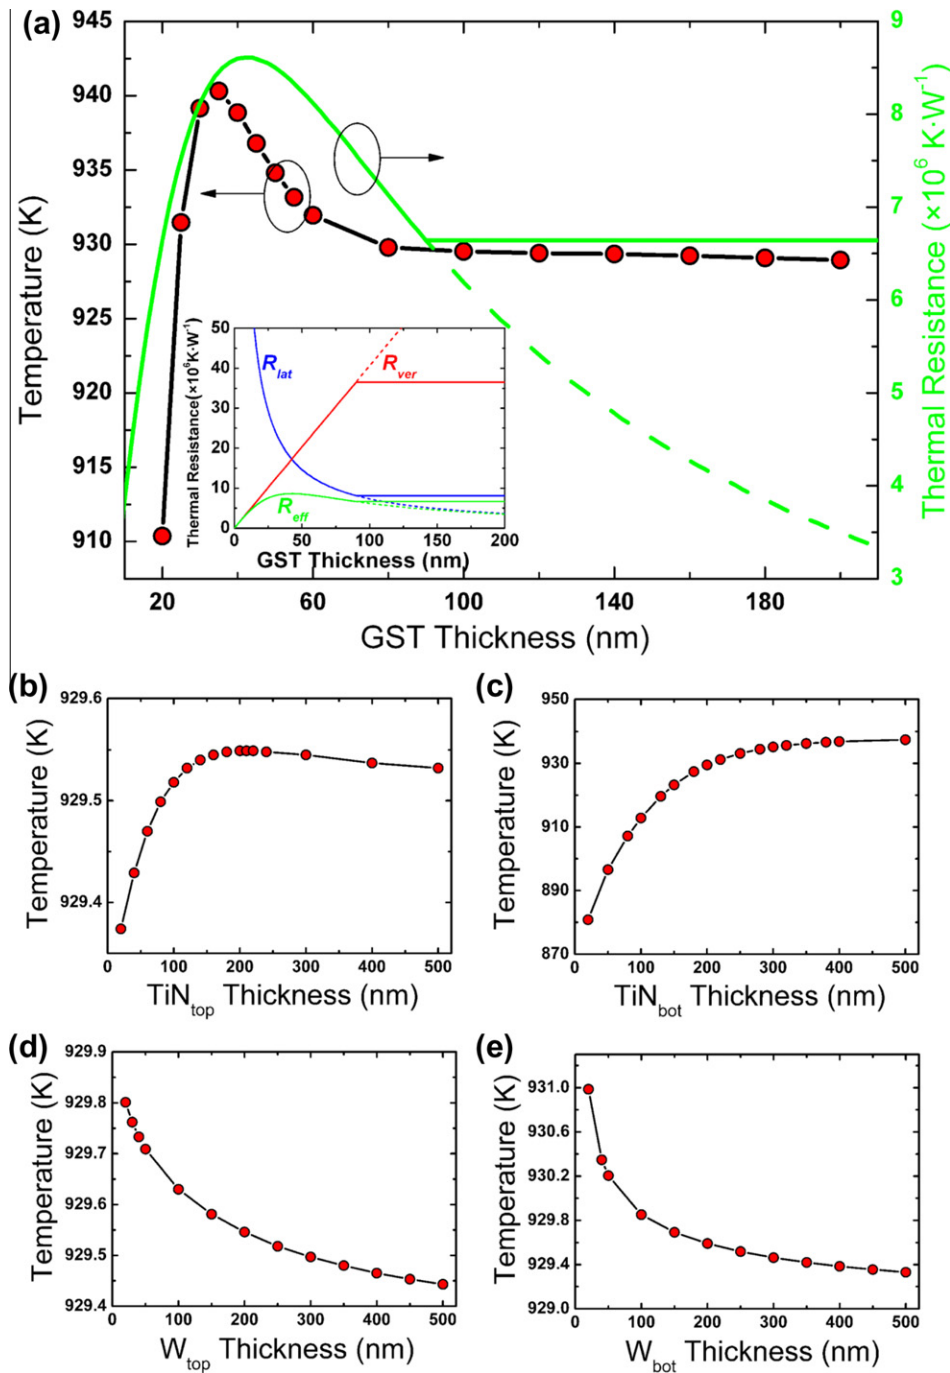 (a)
945
940
935
930
925
920
915
910
Temperature (K)
9
8
7
6
5
4
3
Thermal Resistance (×10⁶ K·W⁻¹)
20
60
100
140
180
GST Thickness (nm)
50
40
30
20
10
0
Thermal Resistance(×10⁶K·W⁻¹)
R_lat
R_ver
R_eff
0
50
100
150
200
GST Thickness (nm)
(b)
929.6
929.5
929.4
Temperature (K)
0 100 200 300 400 500
TiN_top Thickness (nm)
(c)
950
930
910
890
870
Temperature (K)
0 100 200 300 400 500
TiN_bot Thickness (nm)
(d)
929.9
929.8
929.7
929.6
929.5
929.4
Temperature (K)
0 100 200 300 400 500
W_top Thickness (nm)
(e)
931.0
930.6
930.2
929.8
929.4
929.0
Temperature (K)
0 100 200 300 400 500
W_bot Thickness (nm)